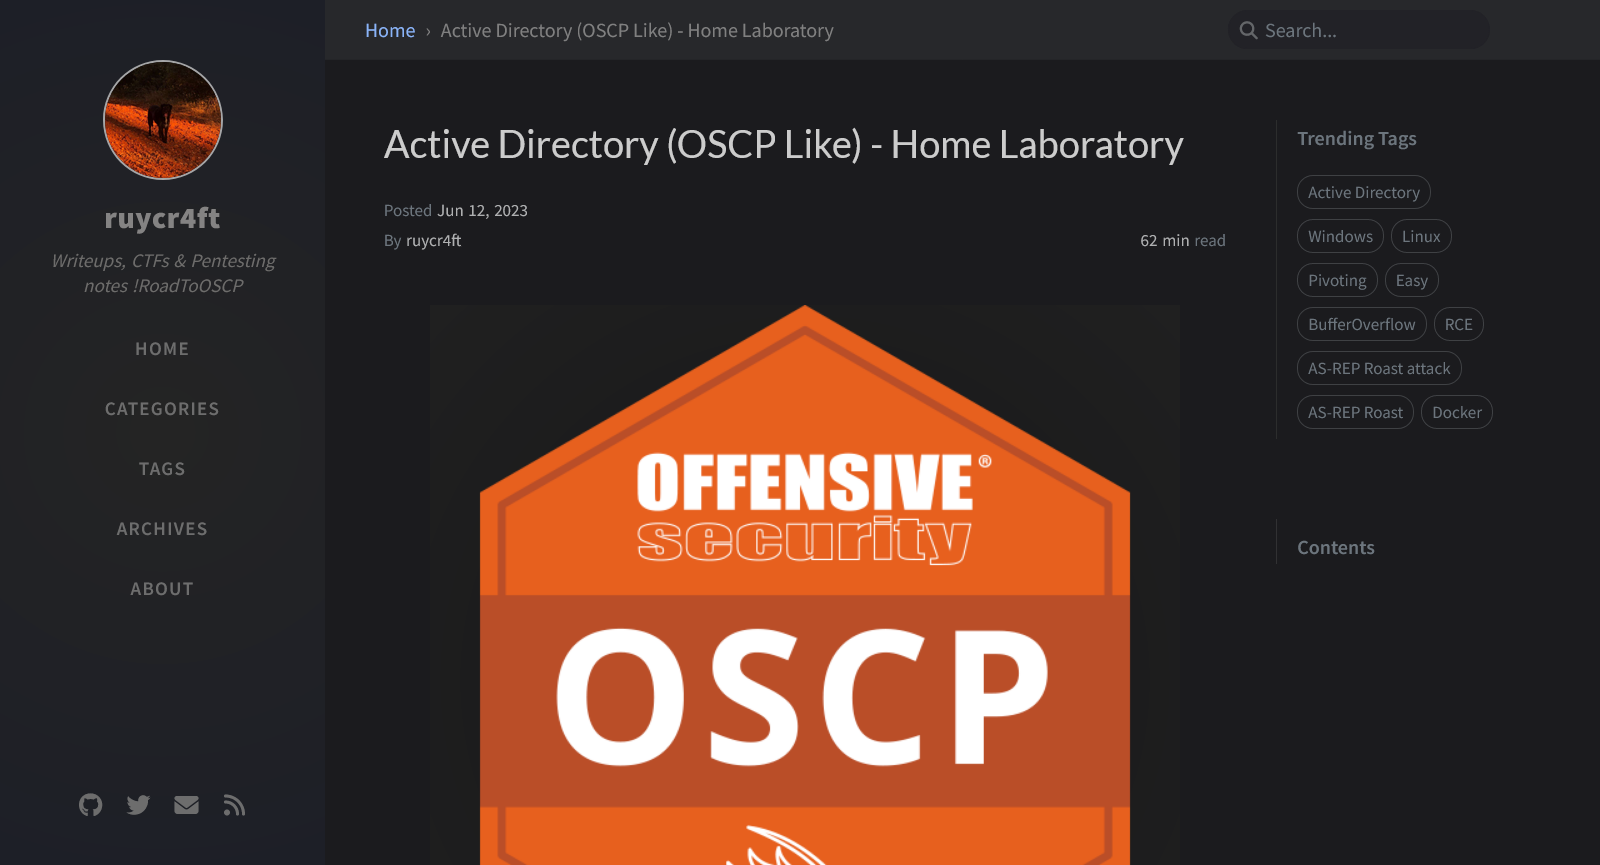 ruycr4ft
Writeups, CTFs & Pentesting
notes !RoadToOSCP
HOME
CATEGORIES
TAGS
ARCHIVES
ABOUT
Home › Active Directory (OSCP Like) - Home Laboratory
Search...
Active Directory (OSCP Like) - Home Laboratory
Posted Jun 12, 2023
By ruycr4ft
62 min read
OFFENSIVE®
security
OSCP
Trending Tags
Active Directory
Windows Linux
Pivoting Easy
BufferOverflow RCE
AS-REP Roast attack
AS-REP Roast Docker
Contents